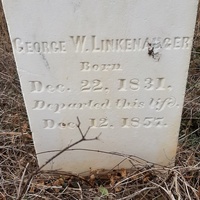 George W. Linkenauger
Born
Dec. 22. 1831.
Departed this life.
Dec. 12. 1857.